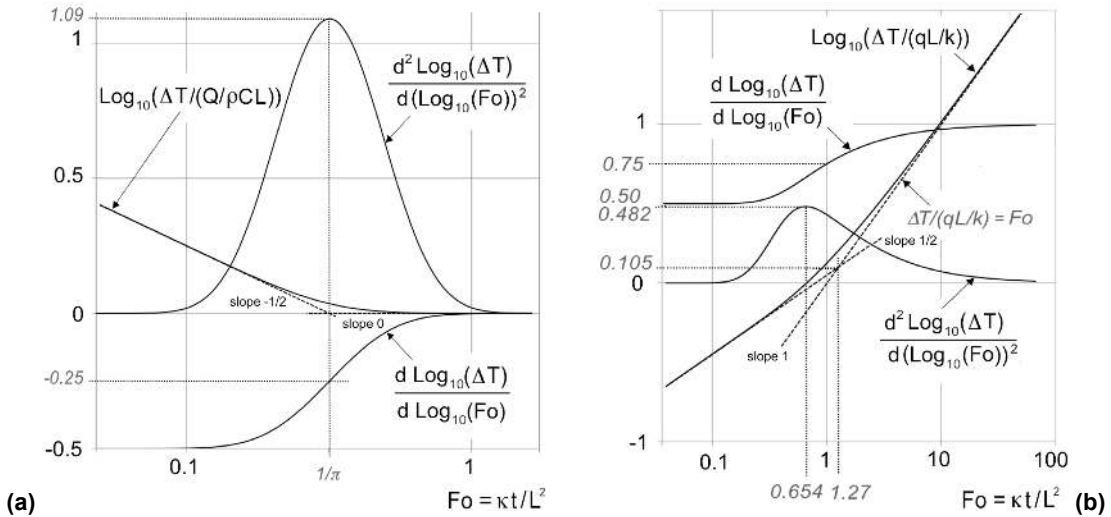 1.09
1
0.5
0
-0.25
-0.5
Log₁₀(ΔT/(Q/ρCL))
d² Log₁₀(ΔT)
d (Log₁₀(Fo))²
slope -1/2
slope 0
d Log₁₀(ΔT)
d Log₁₀(Fo)
0.1
1/π
1
Fo = κt/L²
(a)
1
0.75
0.50
0.482
0.105
0
-1
Log₁₀(ΔT/(qL/k))
d Log₁₀(ΔT)
d Log₁₀(Fo)
ΔT/(qL/k) = Fo
slope 1/2
slope 1
d² Log₁₀(ΔT)
d (Log₁₀(Fo))²
0.1
1
10
100
0.654
1.27
Fo = κt/L²
(b)